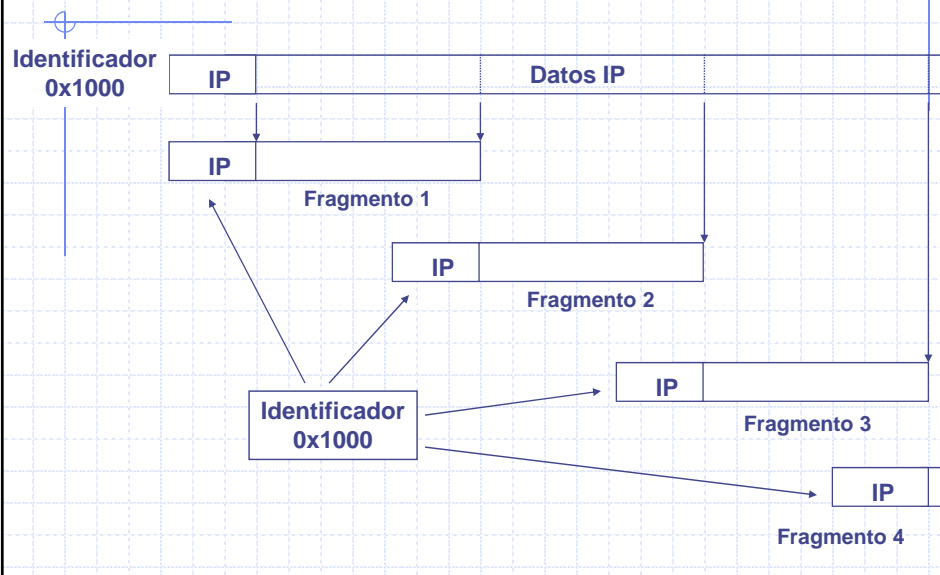 Identificador
0x1000
IP
Datos IP
IP
Fragmento 1
IP
Fragmento 2
IP
Identificador
0x1000
Fragmento 3
IP
Fragmento 4